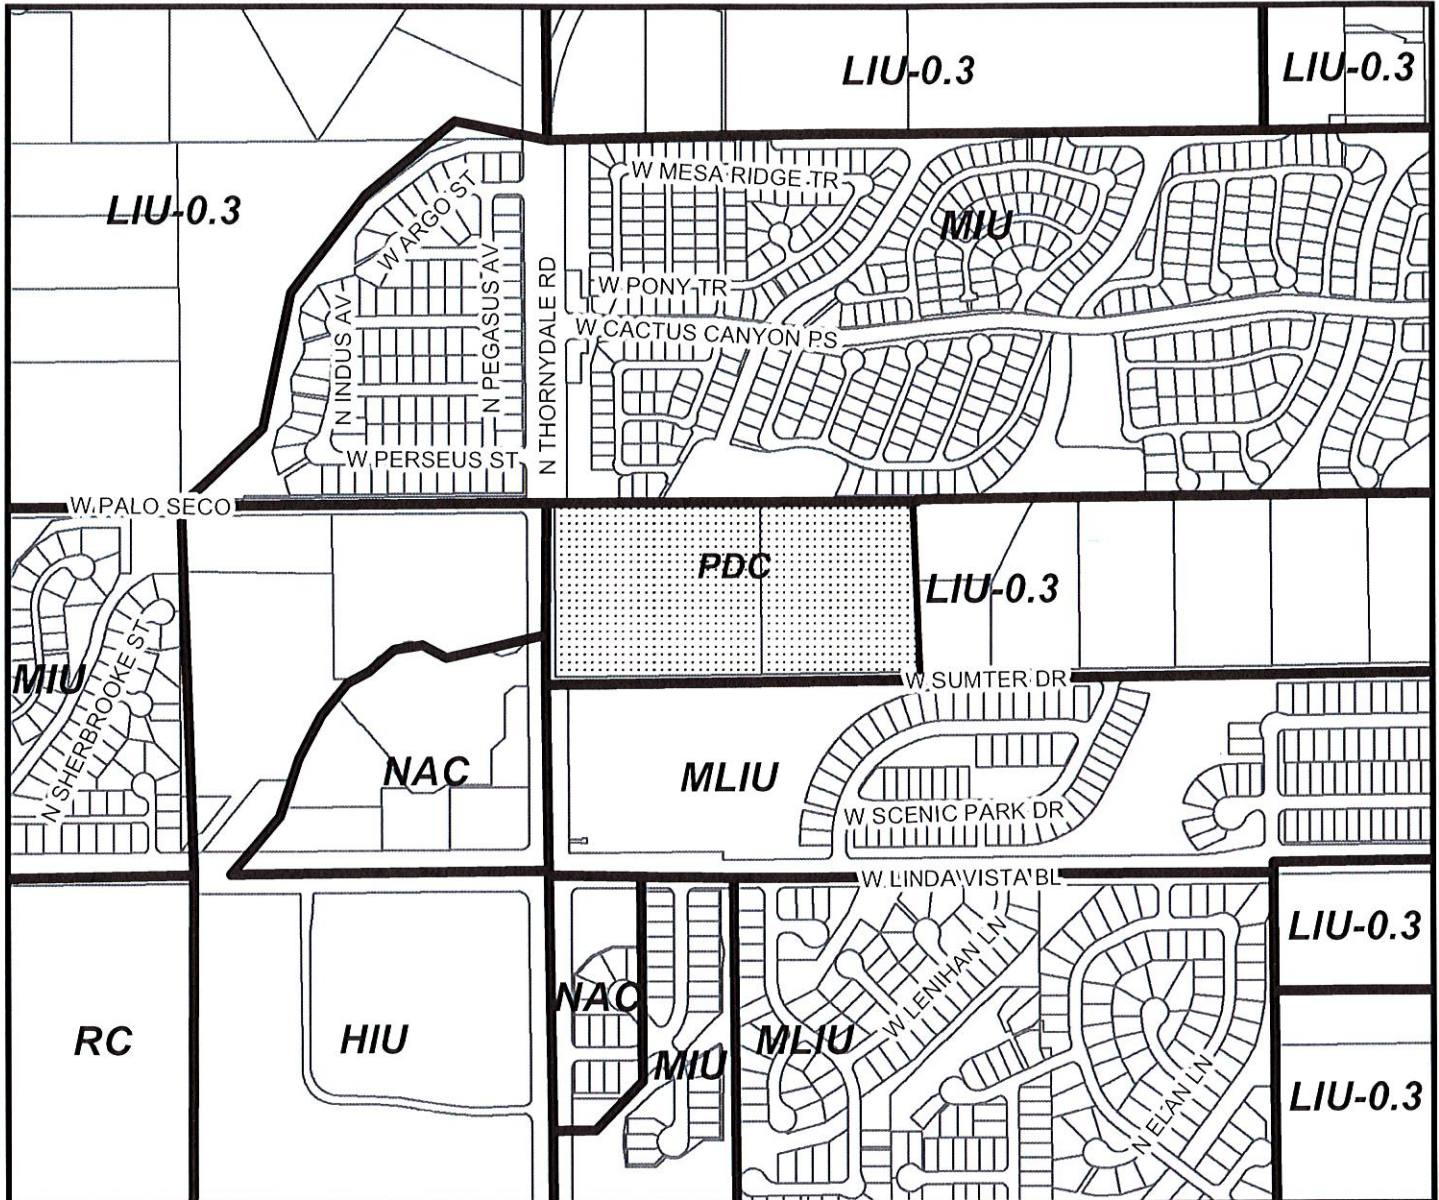 LIU-0.3
LIU-0.3
LIU-0.3
W ARGO ST
W MESA RIDGE TR
MIU
N INDUS AV
N PEGASUS AV
N THORNYDALE RD
W PONY TR
W CACTUS CANYON PS
W PERSEUS ST
W PALO SECO
PDC
LIU-0.3
MIU
N SHERBROOKE ST
W SUMTER DR
NAC
MLIU
W SCENIC PARK DR
W LINDA VISTA BL
LIU-0.3
NAC
W LENIHAN LN
RC
HIU
MIU
MLIU
N ELAN LN
LIU-0.3